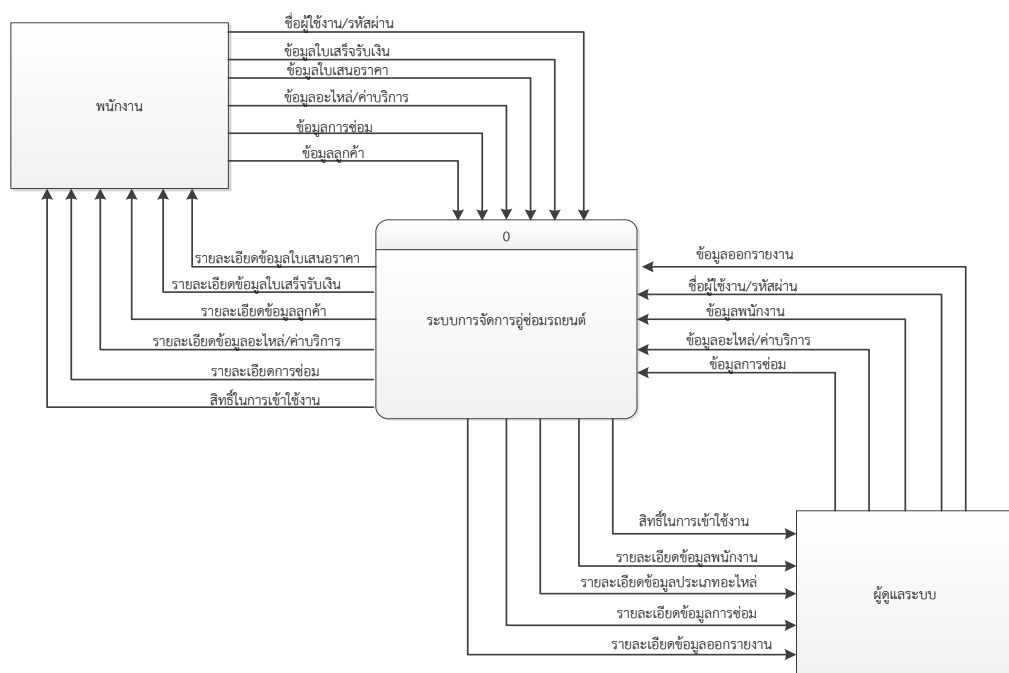 ชื่อผู้ใช้งาน/รหัสผ่าน
ข้อมูลใบเสร็จรับเงิน
ข้อมูลใบเสนอราคา
พนักงาน
ข้อมูลอะไหล่/ค่าบริการ
ข้อมูลการซ่อม
ข้อมูลลูกค้า
0
ระบบการจัดการอู่ซ่อมรถยนต์
รายละเอียดข้อมูลใบเสนอราคา
รายละเอียดข้อมูลใบเสร็จรับเงิน
รายละเอียดข้อมูลลูกค้า
รายละเอียดข้อมูลอะไหล่/ค่าบริการ
รายละเอียดการซ่อม
สิทธิ์ในการเข้าใช้งาน
ข้อมูลออกรายงาน
ชื่อผู้ใช้งาน/รหัสผ่าน
ข้อมูลพนักงาน
ข้อมูลอะไหล่/ค่าบริการ
ข้อมูลการซ่อม
สิทธิ์ในการเข้าใช้งาน
รายละเอียดข้อมูลพนักงาน
รายละเอียดข้อมูลประเภทอะไหล่
รายละเอียดข้อมูลการซ่อม
รายละเอียดข้อมูลออกรายงาน
ผู้ดูแลระบบ